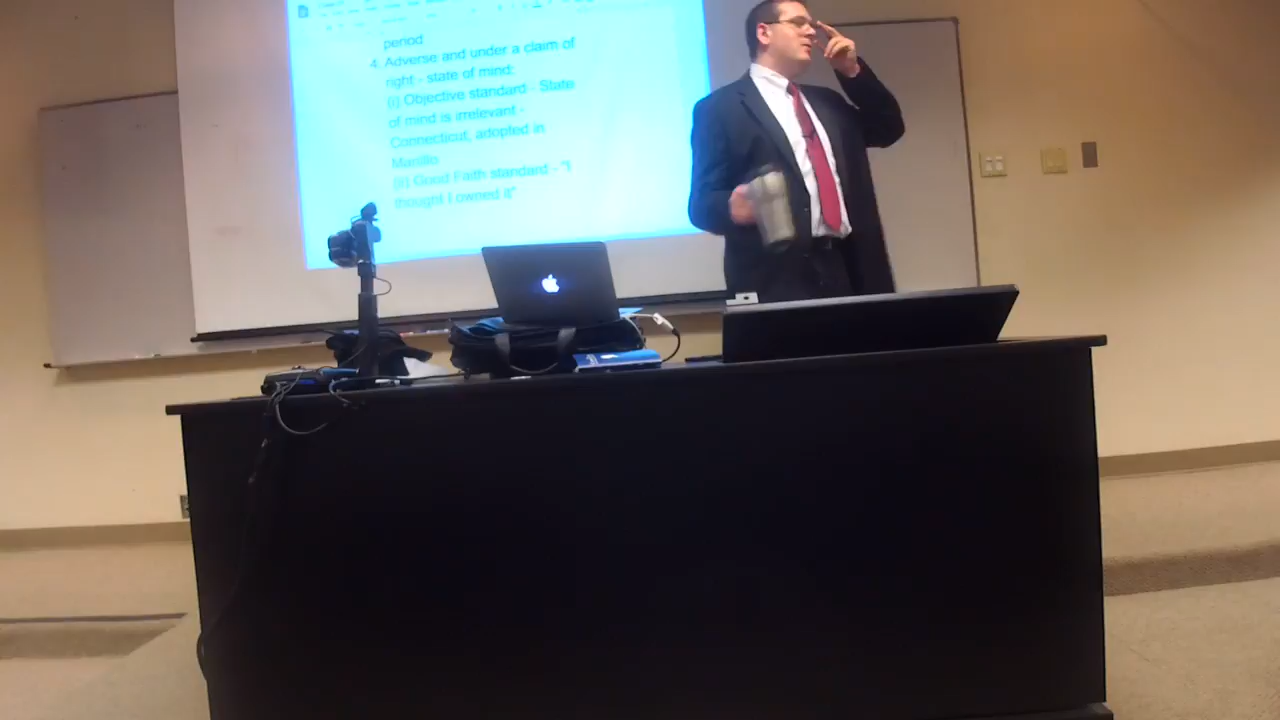 period
4. Adverse and under a claim of
right - state of mind:
(i) Objective standard - State
of mind is irrelevant -
Connecticut, adopted in
Manillo
(ii) Good Faith standard - "I
thought I owned it"